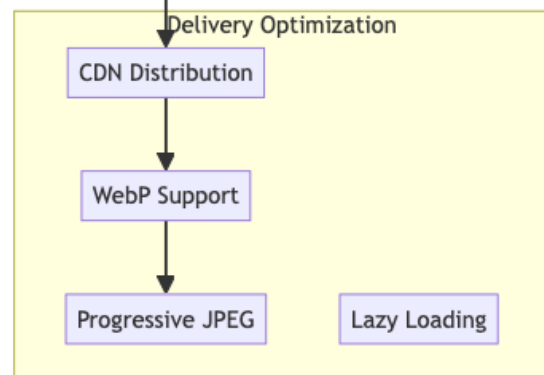 Delivery Optimization
CDN Distribution
WebP Support
Progressive JPEG
Lazy Loading